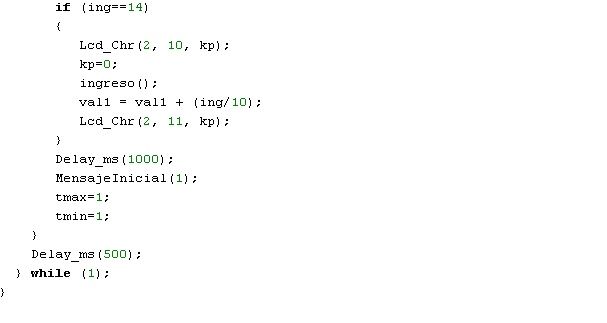 if (ing==14)
{
Lcd_Chr(2, 10, kp);
kp=0;
ingreso();
val1 = val1 + (ing/10);
Lcd_Chr(2, 11, kp);
}
Delay_ms(1000);
MensajeInicial(1);
tmax=1;
tmin=1;
}
Delay_ms(500);
} while (1);
}